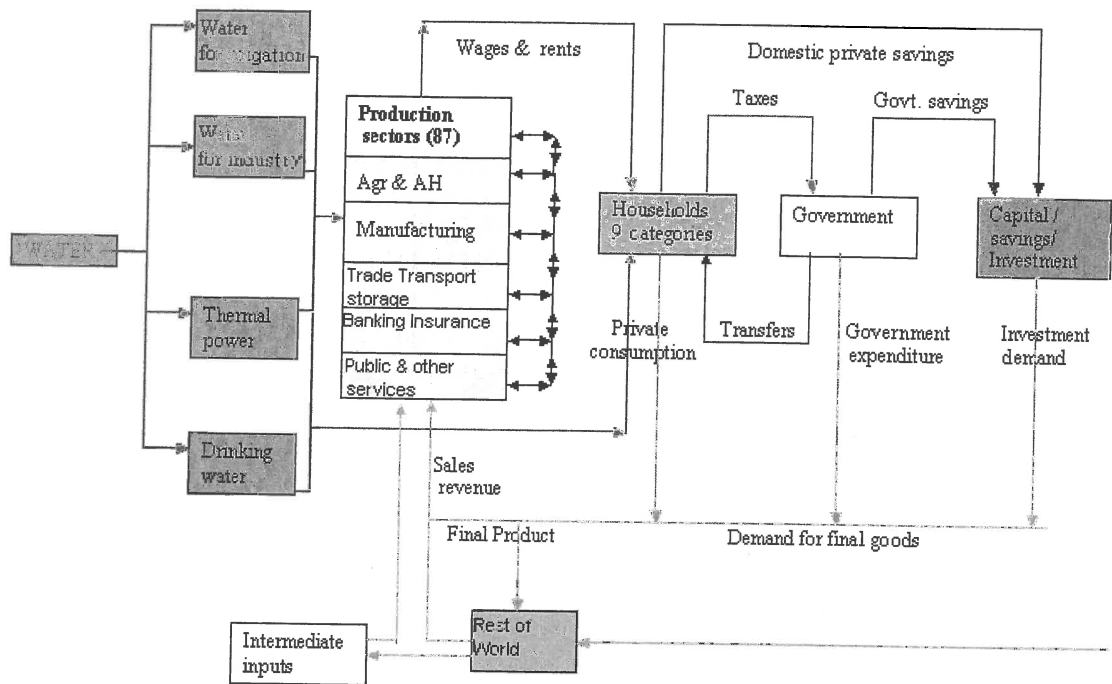 Water
for irrigation
Water
for industry
WATER
Thermal
power
Drinking
water
Wages & rents
Production
sectors (87)
Agr & AH
Manufacturing
Trade Transport
storage
Banking Insurance
Public & other
services
Domestic private savings
Taxes
Govt. savings
Households
9 categories
Government
Capital /
savings/
Investment
Private
consumption
Transfers
Government
expenditure
Investment
demand
Sales
revenue
Final Product
Demand for final goods
Intermediate
inputs
Rest of
World